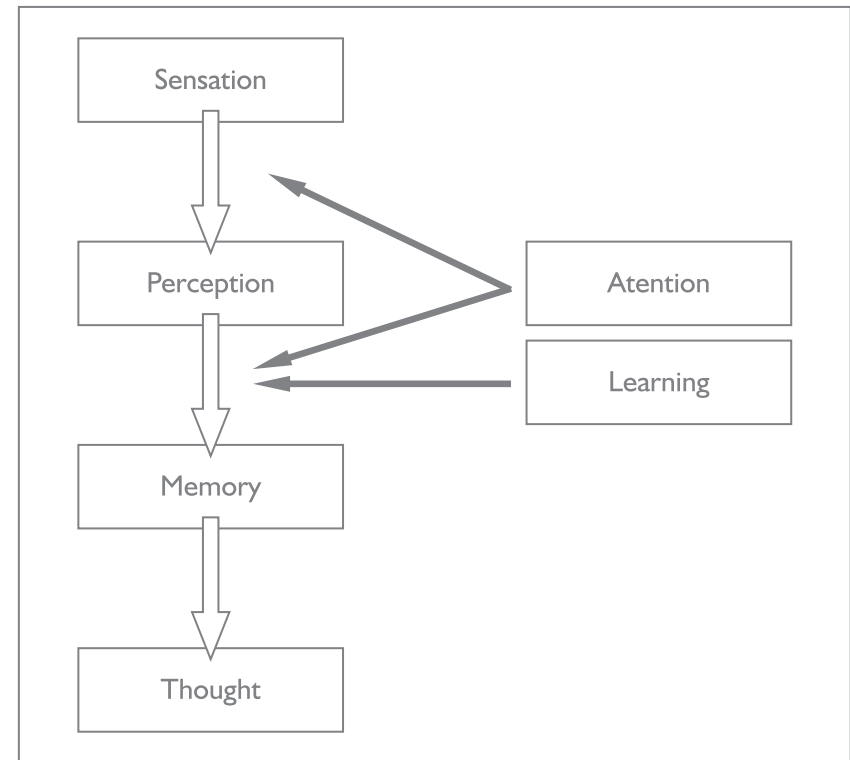 Sensation
Perception
Atention
Learning
Memory
Thought